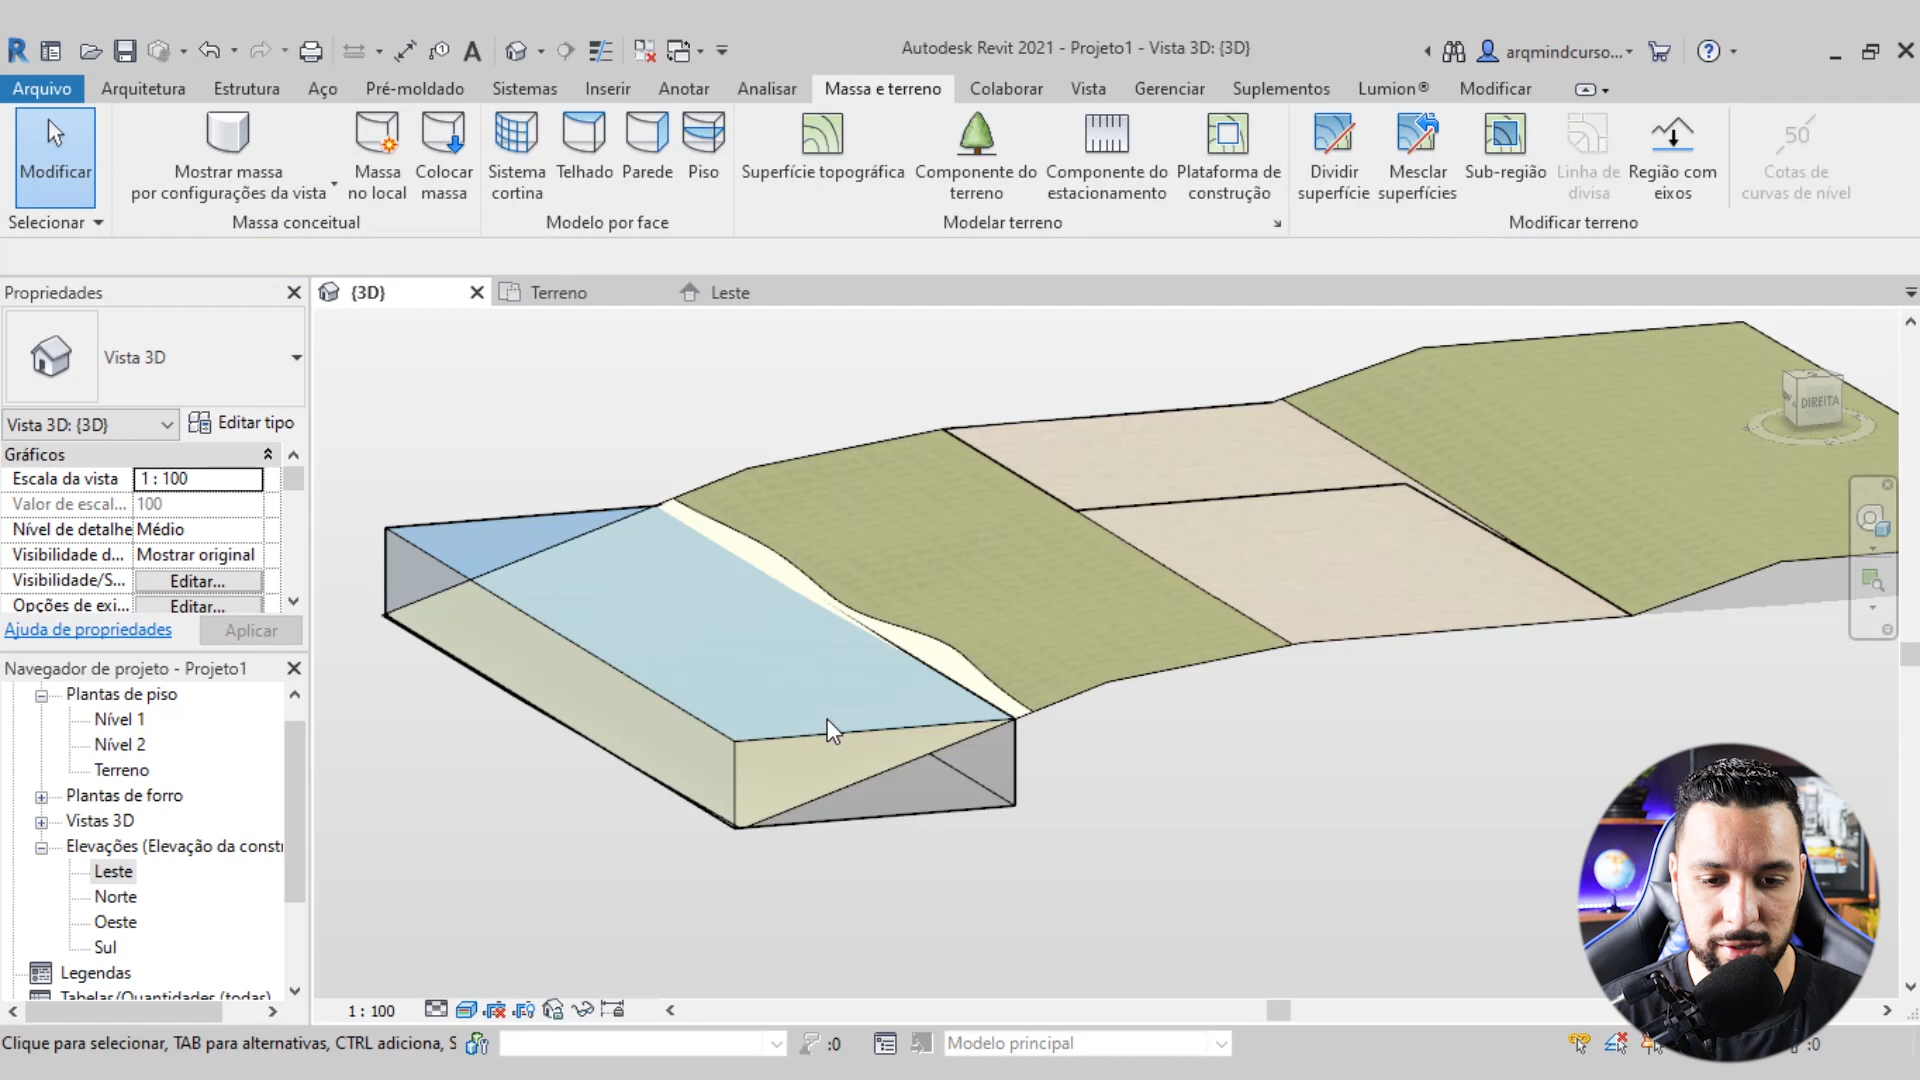 Autodesk Revit 2021 - Projeto1 - Vista 3D: {3D}
arqmindcurso...
Arquivo Arquitetura Estrutura Aço Pré-moldado Sistemas Inserir Anotar Analisar Massa e terreno Colaborar Vista Gerenciar Suplementos Lumion® Modificar
Modificar
Mostrar massa
por configurações da vista
Massa
no local
Colocar
massa
Sistema
cortina
Telhado
Parede
Piso
Superfície topográfica
Componente do
terreno
Componente do
estacionamento
Plataforma de
construção
Dividir
superfície
Mesclar
superfícies
Sub-região
Linha de
divisa
Região com
eixos
50
Cotas de
curvas de nível
Selecionar
Massa conceitual
Modelo por face
Modelar terreno
Modificar terreno
Propriedades
{3D}
Terreno
Leste
Vista 3D
Vista 3D: {3D}
Editar tipo
Gráficos
Escala da vista 1 : 100
Valor de escal... 100
Nível de detalhe Médio
Visibilidade d... Mostrar original
Visibilidade/S... Editar...
Opções de exi... Editar...
Ajuda de propriedades
Aplicar
Navegador de projeto - Projeto1
Plantas de piso
Nível 1
Nível 2
Terreno
Plantas de forro
Vistas 3D
Elevações (Elevação da constr
Leste
Norte
Oeste
Sul
Legendas
Tabelas/Quantidades (todas)
DIREITA
1 : 100
Clique para selecionar, TAB para alternativas, CTRL adiciona, S
:0
Modelo principal
:0